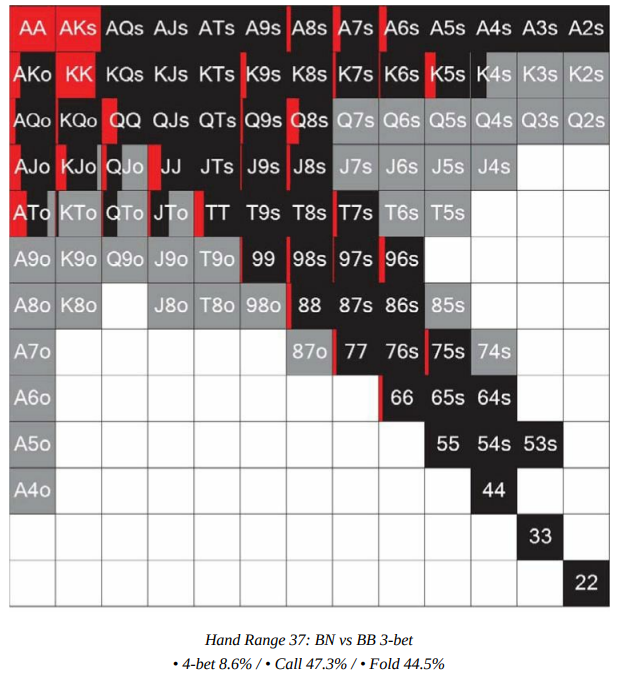 AA AKs AQs AJs ATs A9s A8s A7s A6s A5s A4s A3s A2s
AKo KK KQs KJs KTs K9s K8s K7s K6s K5s K4s K3s K2s
AQo KQo QQ QJs QTs Q9s Q8s Q7s Q6s Q5s Q4s Q3s Q2s
AJo KJo QJo JJ JTs J9s J8s J7s J6s J5s J4s
ATo KTo QTo JTo TT T9s T8s T7s T6s T5s
A9o K9o Q9o J9o T9o 99 98s 97s 96s
A8o K8o J8o T8o 98o 88 87s 86s 85s
A7o 87o 77 76s 75s 74s
A6o 66 65s 64s
A5o 55 54s 53s
A4o 44
33
22
Hand Range 37: BN vs BB 3-bet
• 4-bet 8.6% / • Call 47.3% / • Fold 44.5%